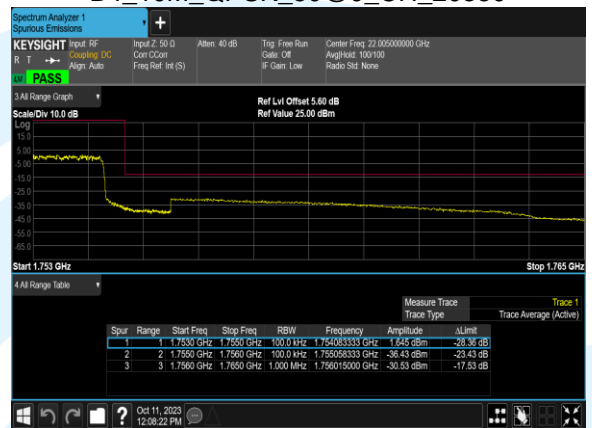 Spectrum Analyzer 1
Spurious Emissions
KEYSIGHT Input: RF Input Z: 50 Ω Atten: 40 dB Trig: Free Run Center Freq: 22.005000000 GHz
R T Coupling: DC Corr CCorr Gate: Off Avg|Hold: 100/100
Align: Auto Freq Ref: Int (S) IF Gain: Low Radio Std: None
PASS
3 All Range Graph
Ref Lvl Offset 5.60 dB
Scale/Div 10.0 dB Ref Value 25.00 dBm
Log
15.0
5.00
-5.00
-15.0
-25.0
-35.0
-45.0
-55.0
-65.0
Start 1.753 GHz Stop 1.765 GHz
4 All Range Table
Measure Trace Trace 1
Trace Type Trace Average (Active)
Spur Range Start Freq Stop Freq RBW Frequency Amplitude ΔLimit
1 1 1.7530 GHz 1.7550 GHz 100.0 kHz 1.754083333 GHz 1.645 dBm -28.36 dB
2 2 1.7550 GHz 1.7560 GHz 100.0 kHz 1.755058333 GHz -36.43 dBm -23.43 dB
3 3 1.7560 GHz 1.7650 GHz 1.000 MHz 1.756015000 GHz -30.53 dBm -17.53 dB
Oct 11, 2023
12:08:22 PM